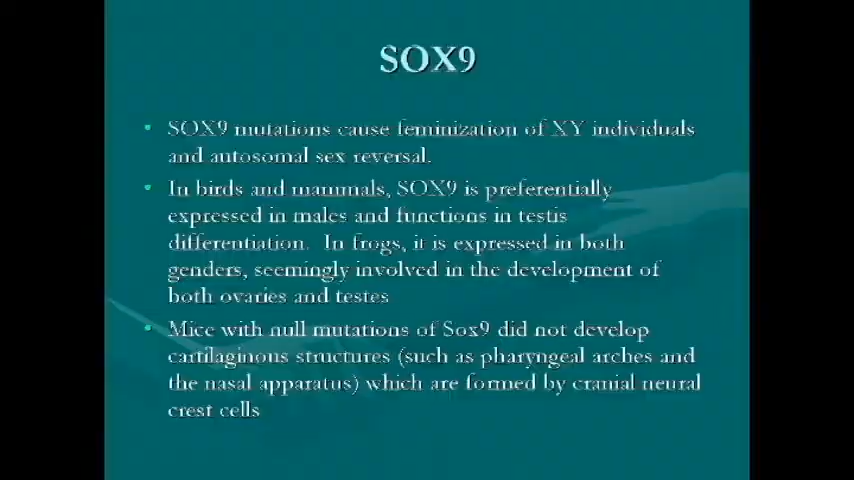 SOX9
• SOX9 mutations cause feminization of XY individuals
and autosomal sex reversal.
• In birds and mammals, SOX9 is preferentially
expressed in males and functions in testis
differentiation. In frogs, it is expressed in both
genders, seemingly involved in the development of
both ovaries and testes
• Mice with null mutations of Sox9 did not develop
cartilaginous structures (such as pharyngeal arches and
the nasal apparatus) which are formed by cranial neural
crest cells